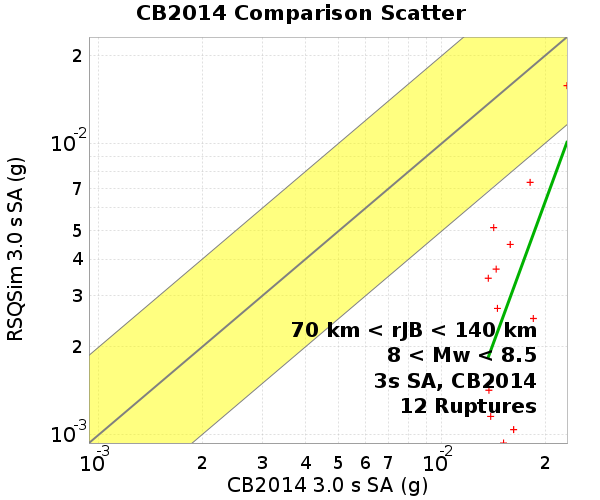 CB2014 Comparison Scatter
RSQSim 3.0 s SA (g)
2
10-2
7
5
4
3
2
10-3
70 km < rJB < 140 km
8 < Mw < 8.5
3s SA, CB2014
12 Ruptures
10-3 2 3 4 5 6 7 10-2 2
CB2014 3.0 s SA (g)